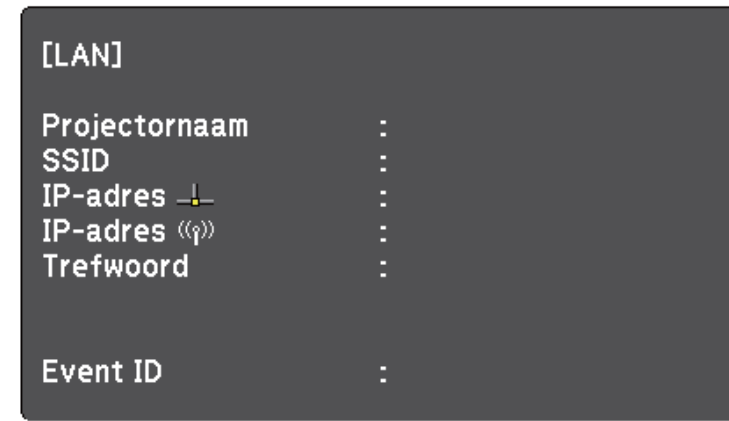 [LAN]
Projectornaam :
SSID :
IP-adres :
IP-adres :
Trefwoord :
Event ID :